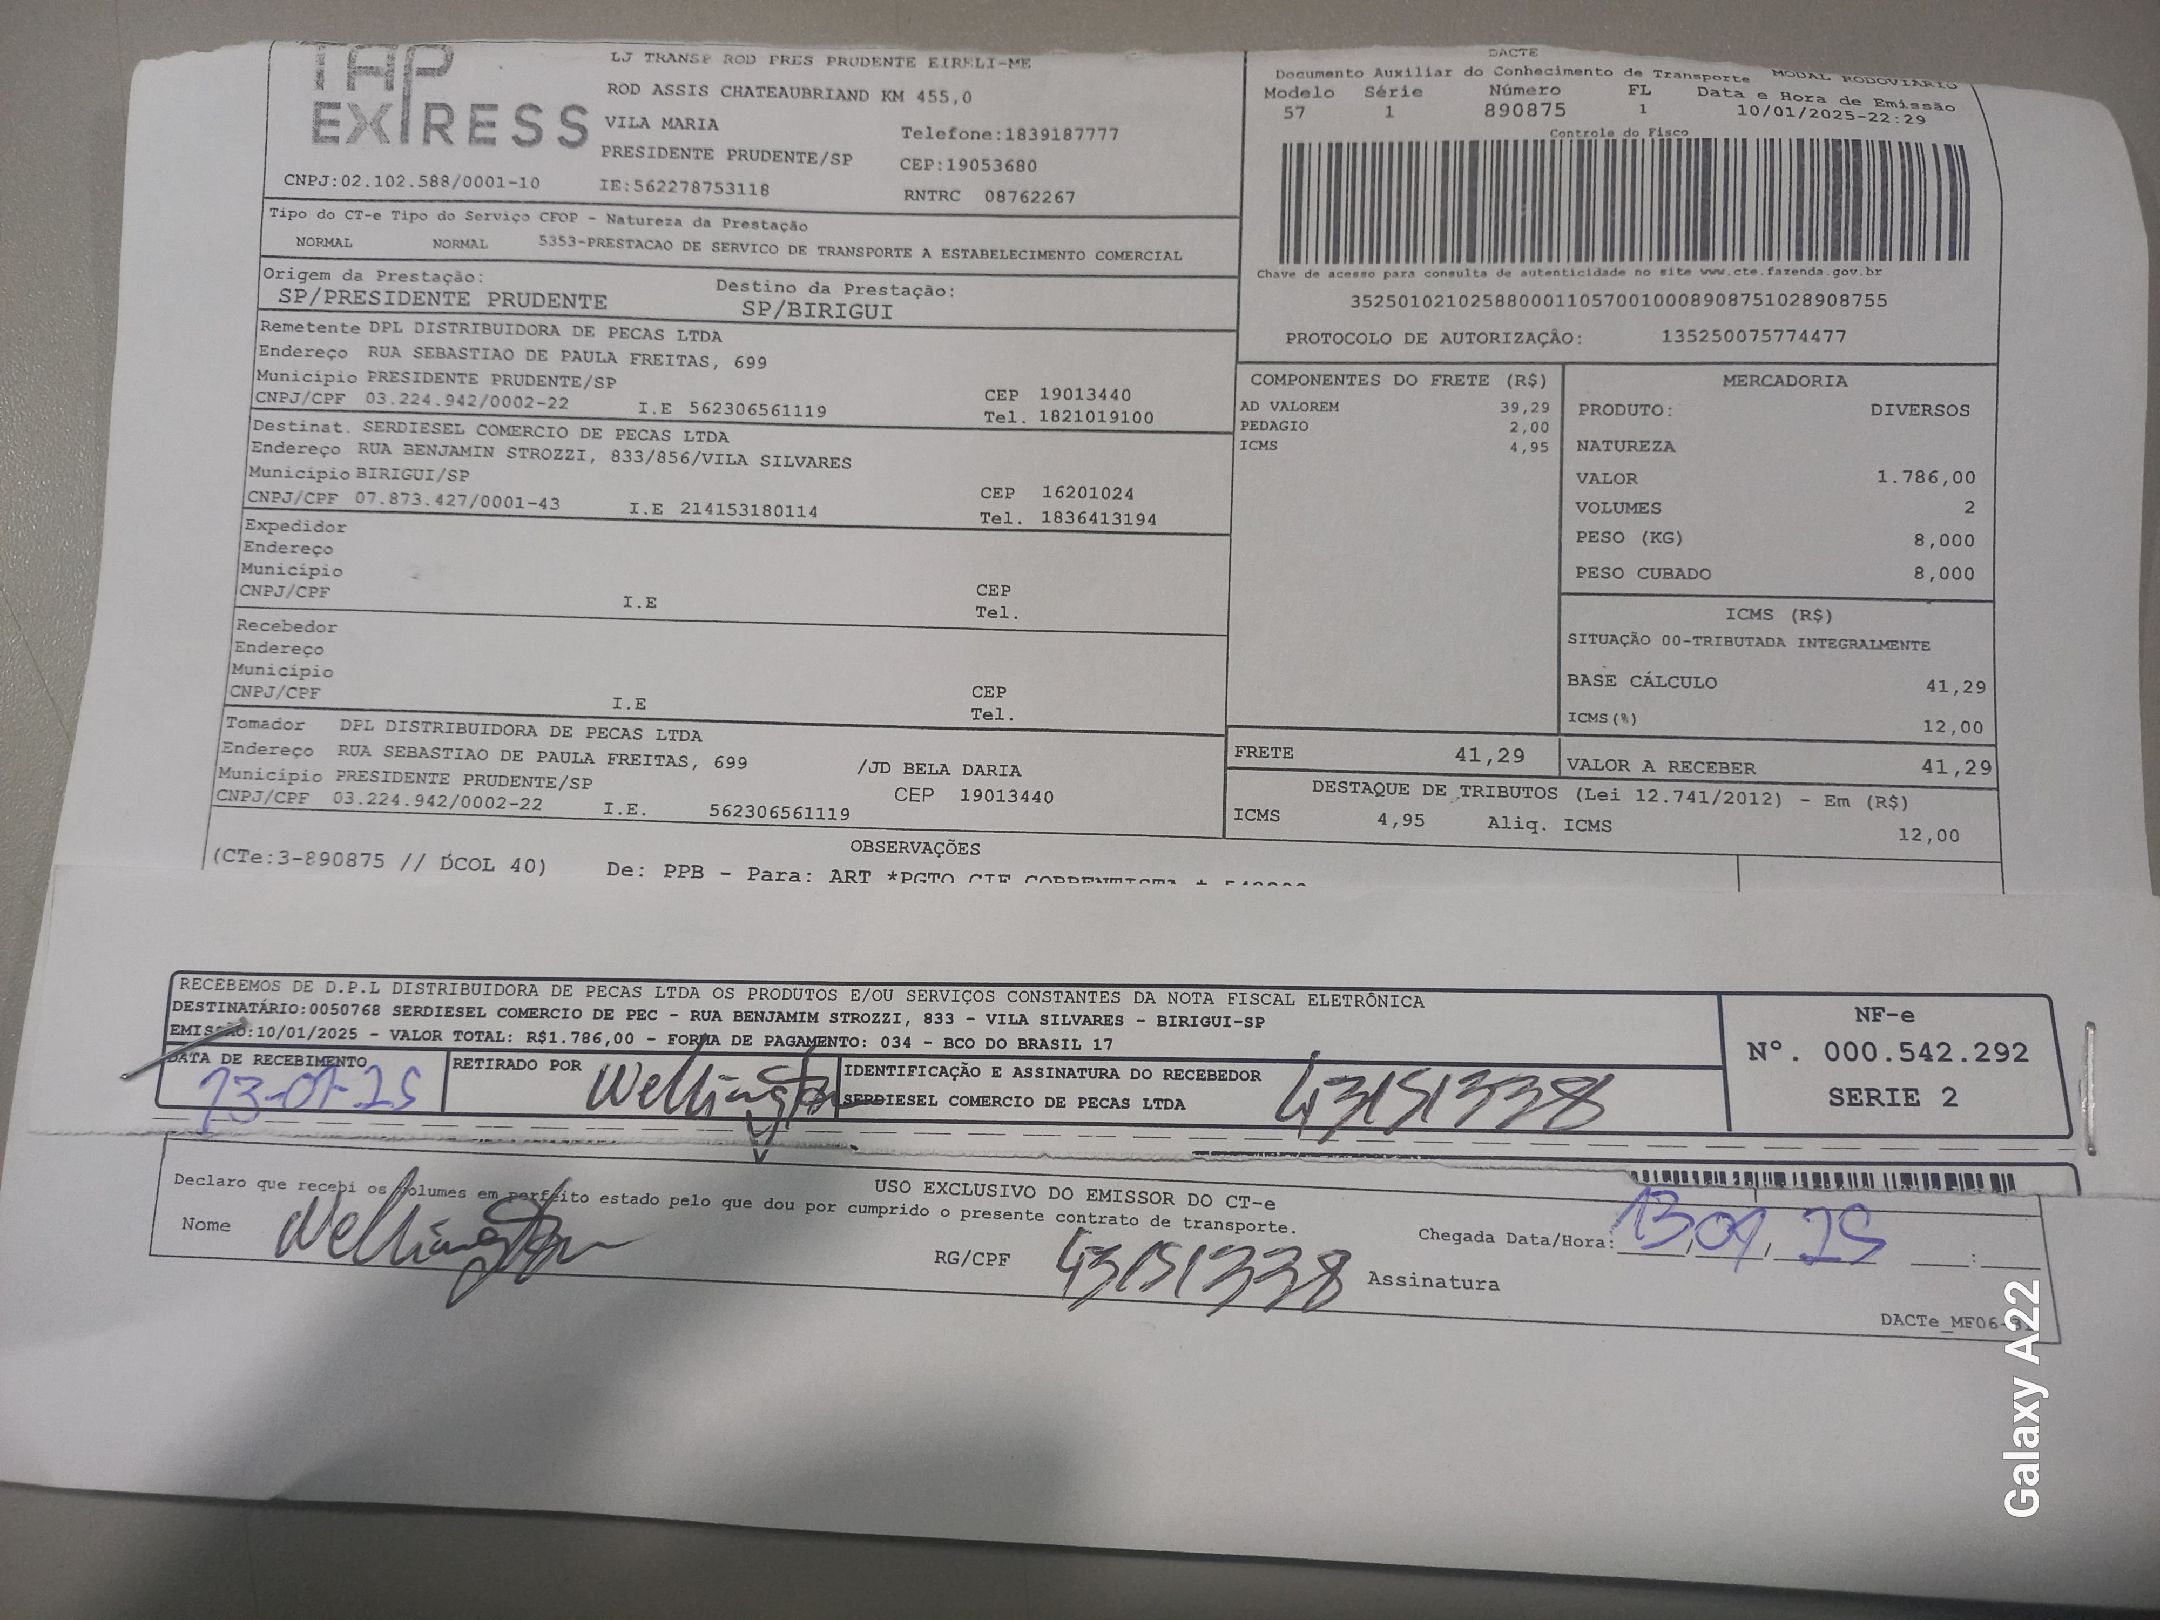 TAP EXPRESS
LJ TRANSP ROD PRES PRUDENTE EIRELI-ME
ROD ASSIS CHATEAUBRIAND KM 455,0
VILA MARIA Telefone:1839187777
PRESIDENTE PRUDENTE/SP CEP:19053680
CNPJ:02.102.588/0001-10 IE:562278753118 RNTRC 08762267
Tipo do CT-e Tipo do Serviço CFOP - Natureza da Prestação
NORMAL NORMAL 5353-PRESTACAO DE SERVICO DE TRANSPORTE A ESTABELECIMENTO COMERCIAL
Origem da Prestação: Destino da Prestação:
SP/PRESIDENTE PRUDENTE SP/BIRIGUI
Remetente DPL DISTRIBUIDORA DE PECAS LTDA
Endereço RUA SEBASTIAO DE PAULA FREITAS, 699
Município PRESIDENTE PRUDENTE/SP CEP 19013440
CNPJ/CPF 03.224.942/0002-22 I.E 562306561119 Tel. 1821019100
Destinat. SERDIESEL COMERCIO DE PECAS LTDA
Endereço RUA BENJAMIN STROZZI, 833/856/VILA SILVARES
Município BIRIGUI/SP CEP 16201024
CNPJ/CPF 07.873.427/0001-43 I.E 214153180114 Tel. 1836413194
Expedidor
Endereço
Município CEP
CNPJ/CPF I.E Tel.
Recebedor
Endereço
Município CEP
CNPJ/CPF I.E Tel.
Tomador DPL DISTRIBUIDORA DE PECAS LTDA
Endereço RUA SEBASTIAO DE PAULA FREITAS, 699 /JD BELA DARIA
Município PRESIDENTE PRUDENTE/SP CEP 19013440
CNPJ/CPF 03.224.942/0002-22 I.E. 562306561119
DACTE
Documento Auxiliar do Conhecimento de Transporte MODAL RODOVIÁRIO
Modelo Série Número FL Data e Hora de Emissão
57 1 890875 1 10/01/2025-22:29
Controle do Fisco
Chave de acesso para consulta de autenticidade no site www.cte.fazenda.gov.br
35250102102588000110570010008908751028908755
PROTOCOLO DE AUTORIZAÇÃO: 135250075774477
COMPONENTES DO FRETE (R$)
AD VALOREM 39,29
PEDAGIO 2,00
ICMS 4,95
MERCADORIA
PRODUTO: DIVERSOS
NATUREZA
VALOR 1.786,00
VOLUMES 2
PESO (KG) 8,000
PESO CUBADO 8,000
ICMS (R$)
SITUAÇÃO 00-TRIBUTADA INTEGRALMENTE
BASE CÁLCULO 41,29
ICMS(%) 12,00
FRETE 41,29 VALOR A RECEBER 41,29
DESTAQUE DE TRIBUTOS (Lei 12.741/2012) - Em (R$)
ICMS 4,95 Aliq. ICMS 12,00
OBSERVAÇÕES
(CTe:3-890875 // DCOL 40) De: PPB - Para: ART *PGTO CIF CORRENTISTA *
RECEBEMOS DE D.P.L DISTRIBUIDORA DE PECAS LTDA OS PRODUTOS E/OU SERVIÇOS CONSTANTES DA NOTA FISCAL ELETRÔNICA
DESTINATÁRIO:0050768 SERDIESEL COMERCIO DE PEC - RUA BENJAMIM STROZZI, 833 - VILA SILVARES - BIRIGUI-SP
EMISSÃO:10/01/2025 - VALOR TOTAL: R$1.786,00 - FORMA DE PAGAMENTO: 034 - BCO DO BRASIL 17
DATA DE RECEBIMENTO RETIRADO POR IDENTIFICAÇÃO E ASSINATURA DO RECEBEDOR
13-01-25 Wellington SERDIESEL COMERCIO DE PECAS LTDA 43151338
NF-e
Nº. 000.542.292
SERIE 2
USO EXCLUSIVO DO EMISSOR DO CT-e
Declaro que recebi os volumes em perfeito estado pelo que dou por cumprido o presente contrato de transporte.
Nome Wellington RG/CPF 43151338 Assinatura
Chegada Data/Hora: 13,01,25 :
DACTe_MF06-
Galaxy A22